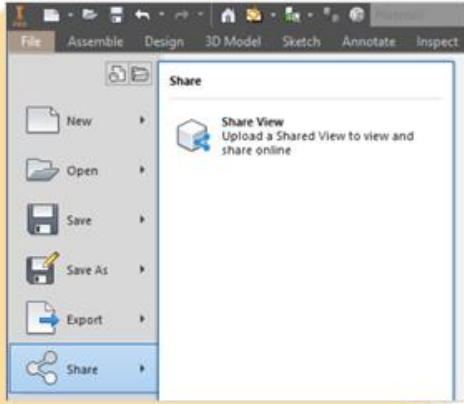 PRO
File Assemble Design 3D Model Sketch Annotate Inspect
Share
New
Share View
Upload a Shared View to view and
share online
Open
Save
Save As
Export
Share